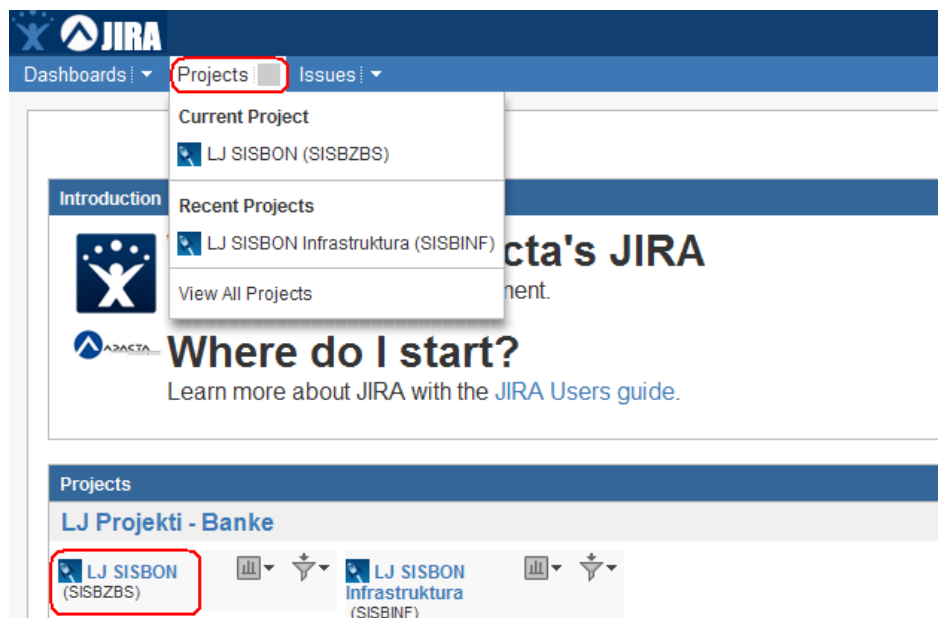 JIRA
Dashboards Projects Issues
Current Project
LJ SISBON (SISBZBS)
Introduction
Recent Projects
LJ SISBON Infrastruktura (SISBINF)
cta's JIRA
View All Projects
nent.
ADACTA
Where do I start?
Learn more about JIRA with the JIRA Users guide.
Projects
LJ Projekti - Banke
LJ SISBON
(SISBZBS)
LJ SISBON
Infrastruktura
(SISBINF)